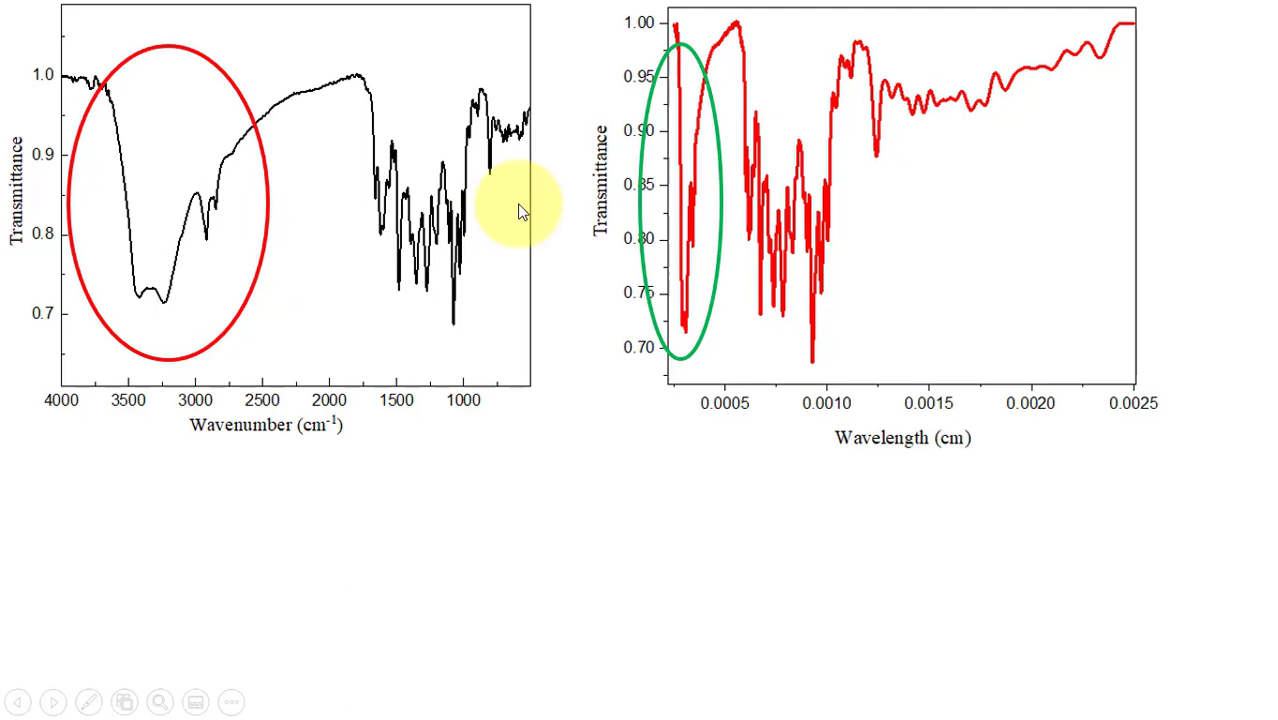 1.0
0.9
0.8
0.7
Transmittance
4000 3500 3000 2500 2000 1500 1000
Wavenumber (cm-1)
1.00
0.95
0.90
0.85
0.80
0.75
0.70
Transmittance
0.0005 0.0010 0.0015 0.0020 0.0025
Wavelength (cm)